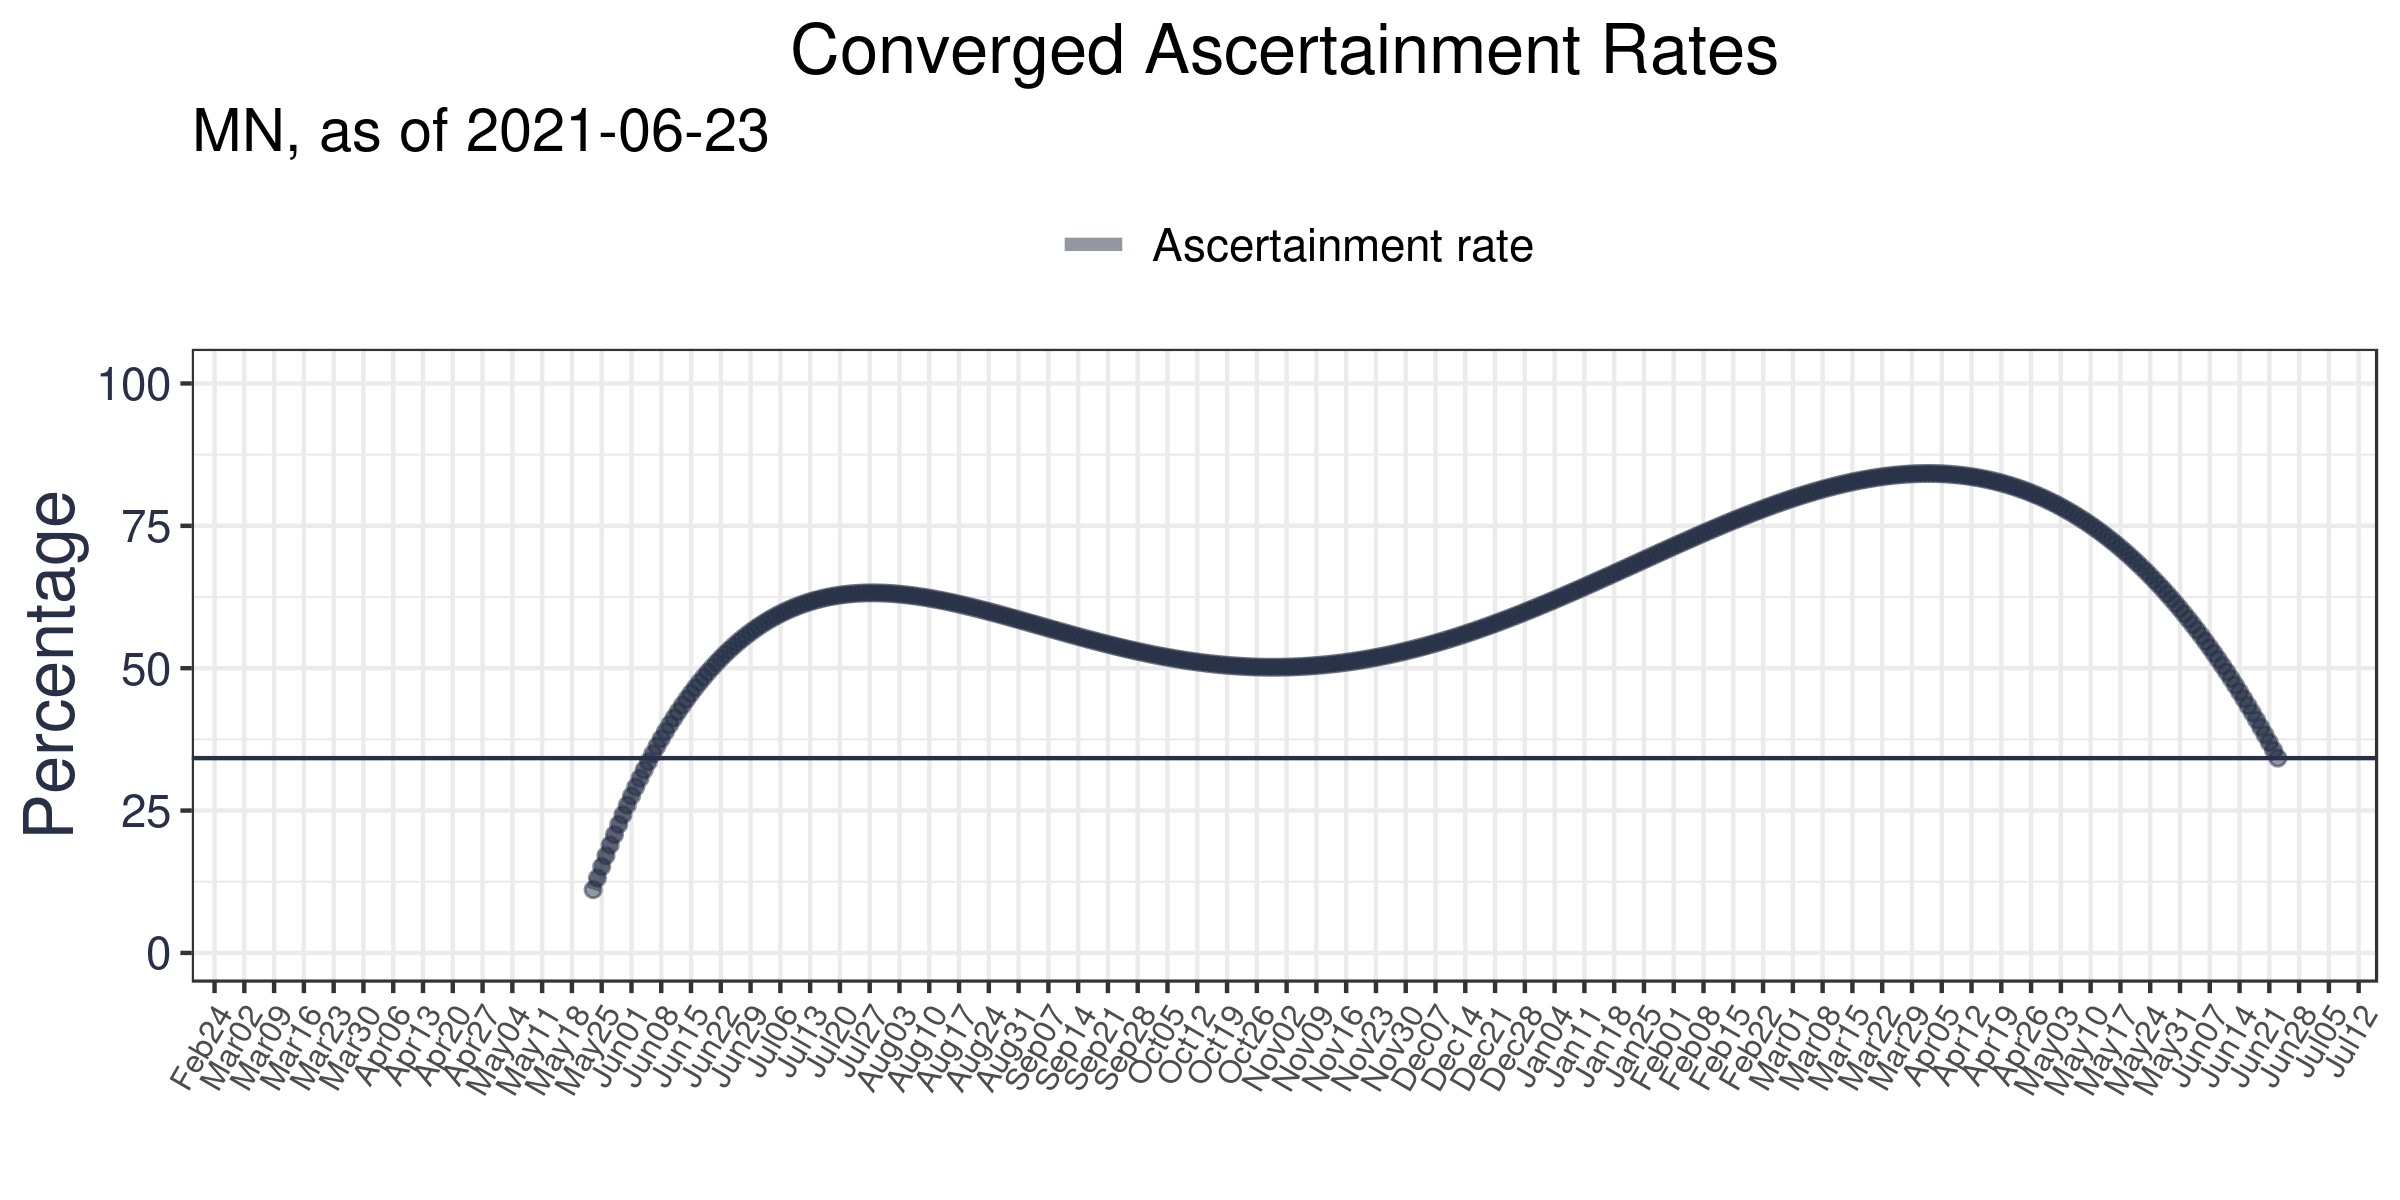 Converged Ascertainment Rates
MN, as of 2021-06-23
Ascertainment rate
Percentage
100
75
50
25
0
Feb24
Mar02
Mar09
Mar16
Mar23
Mar30
Apr06
Apr13
Apr20
Apr27
May04
May11
May18
May25
Jun01
Jun08
Jun15
Jun22
Jun29
Jul06
Jul13
Jul20
Jul27
Aug03
Aug10
Aug17
Aug24
Aug31
Sep07
Sep14
Sep21
Sep28
Oct05
Oct12
Oct19
Oct26
Nov02
Nov09
Nov16
Nov23
Nov30
Dec07
Dec14
Dec21
Dec28
Jan04
Jan11
Jan18
Jan25
Feb01
Feb08
Feb15
Feb22
Mar01
Mar08
Mar15
Mar22
Mar29
Apr05
Apr12
Apr19
Apr26
May03
May10
May17
May24
May31
Jun07
Jun14
Jun21
Jun28
Jul05
Jul12